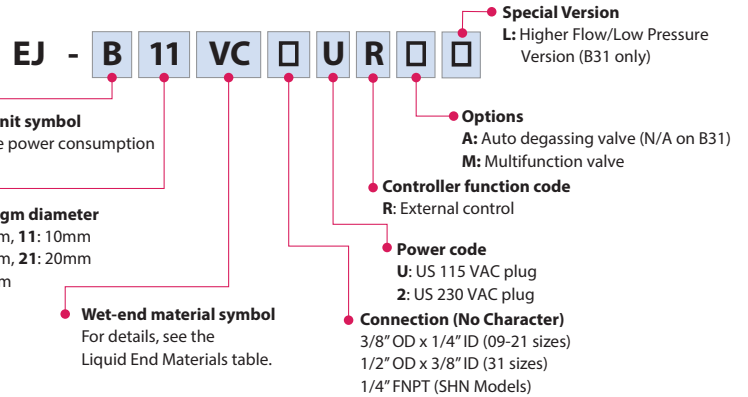 Special Version
L: Higher Flow/Low Pressure
Version (B31 only)
EJ - B 11 VC U R
Options
A: Auto degassing valve (N/A on B31)
M: Multifunction valve
nit symbol
e power consumption
Controller function code
R: External control
gm diameter
m, 11: 10mm
m, 21: 20mm
m
Power code
U: US 115 VAC plug
2: US 230 VAC plug
Wet-end material symbol
For details, see the
Liquid End Materials table.
Connection (No Character)
3/8” OD x 1/4” ID (09-21 sizes)
1/2” OD x 3/8” ID (31 sizes)
1/4” FNPT (SHN Models)